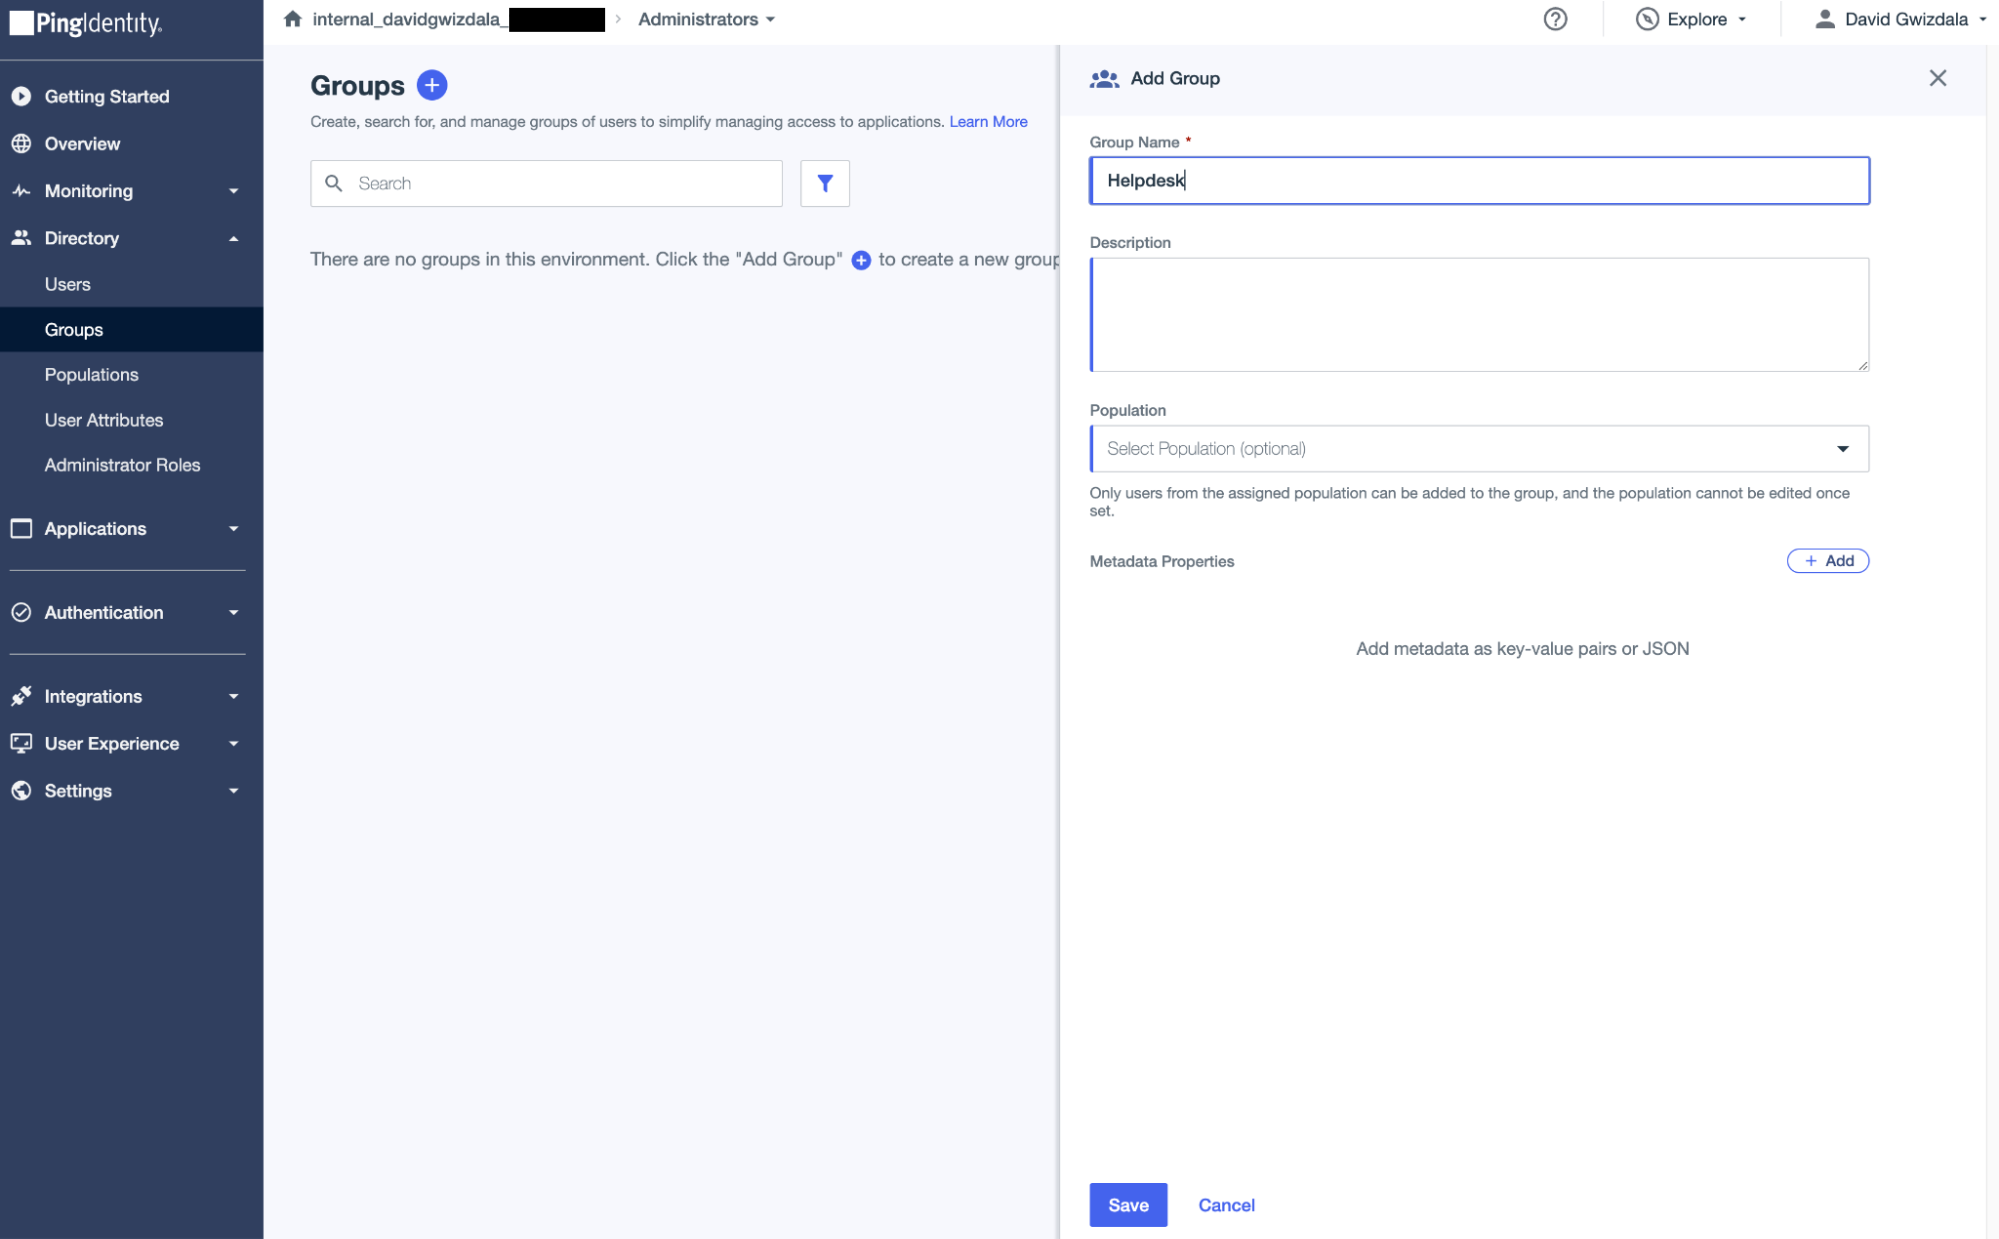 PingIdentity
internal_davidgwizdala_
Administrators
Explore
David Gwizdala
Getting Started
Overview
Monitoring
Directory
Users
Groups
Populations
User Attributes
Administrator Roles
Applications
Authentication
Integrations
User Experience
Settings
Groups
Create, search for, and manage groups of users to simplify managing access to applications. Learn More
Search
There are no groups in this environment. Click the "Add Group" to create a new group
Add Group
Group Name *
Helpdesk
Description
Population
Select Population (optional)
Only users from the assigned population can be added to the group, and the population cannot be edited once
set.
Metadada Properties
+ Add
Add metadata as key-value pairs or JSON
Save
Cancel